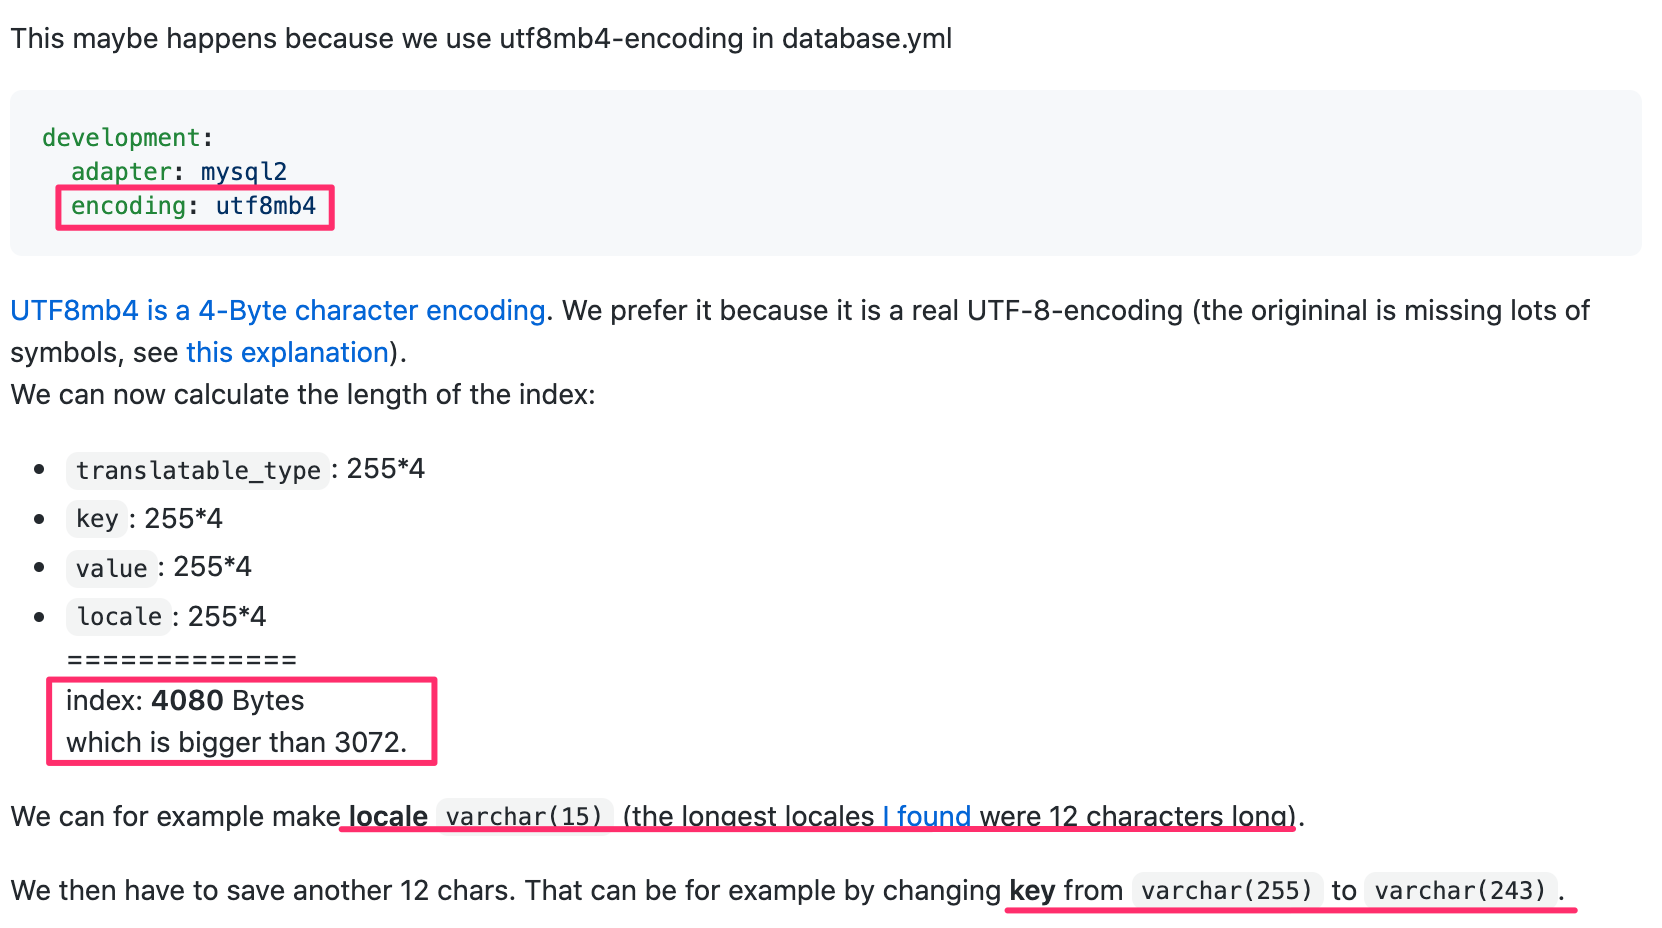 This maybe happens because we use utf8mb4-encoding in database.yml
development:
adapter: mysql2
encoding: utf8mb4
UTF8mb4 is a 4-Byte character encoding. We prefer it because it is a real UTF-8-encoding (the origininal is missing lots of
symbols, see this explanation).
We can now calculate the length of the index:
• translatable_type: 255*4
• key: 255*4
• value: 255*4
• locale: 255*4
=============
index: 4080 Bytes
which is bigger than 3072.
We can for example make locale varchar(15) (the longest locales I found were 12 characters long).
We then have to save another 12 chars. That can be for example by changing key from varchar(255) to varchar(243).